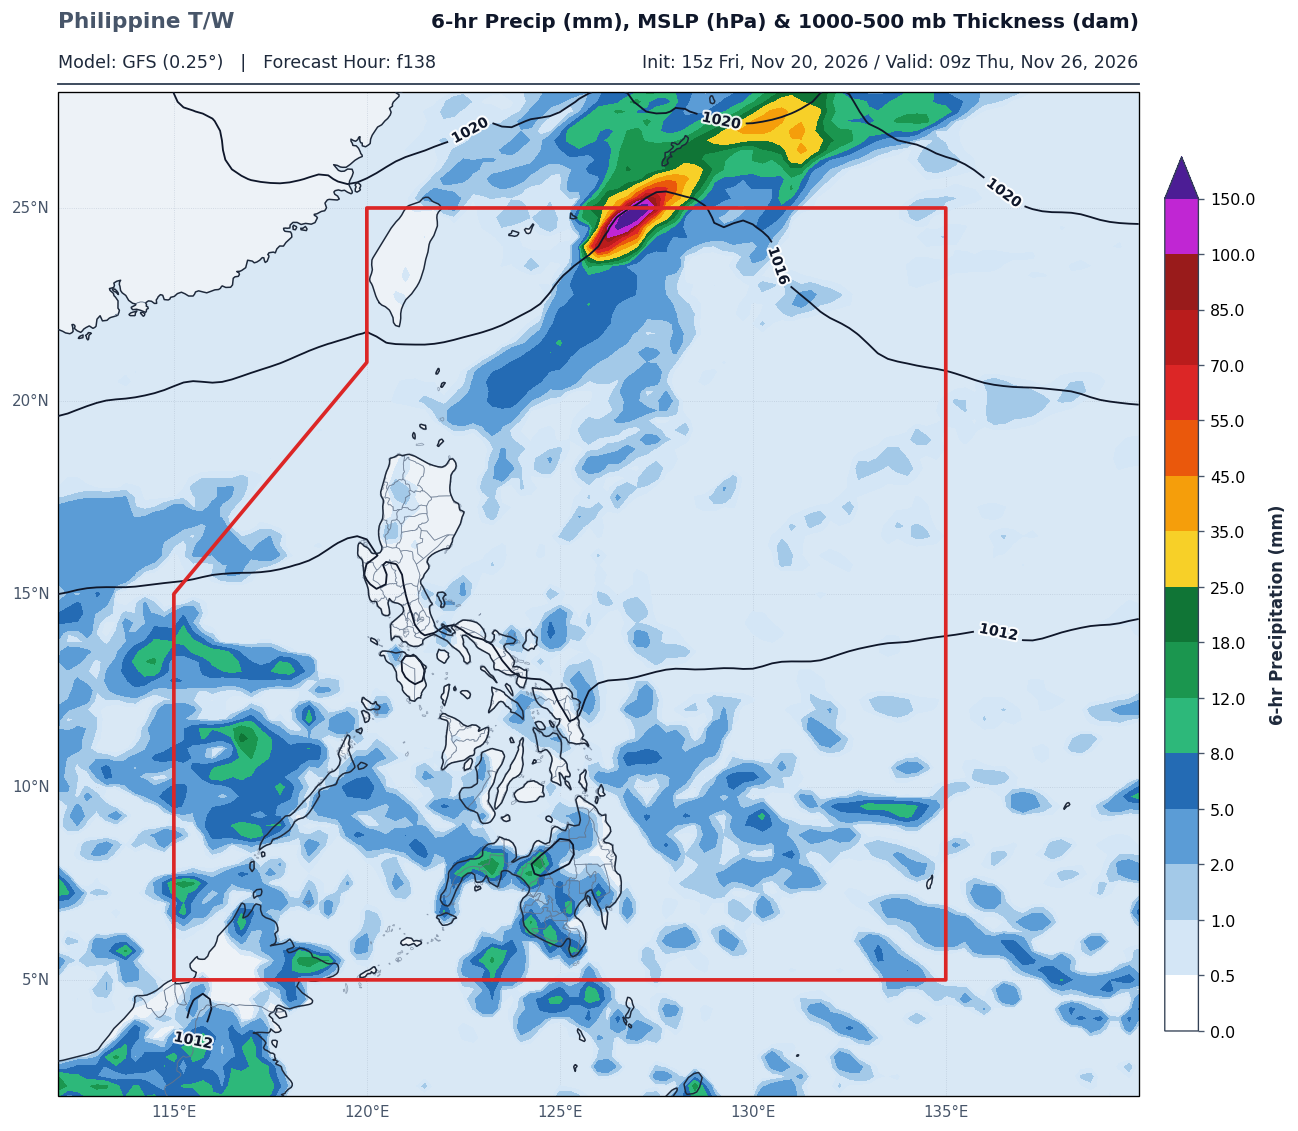 Philippine T/W
6-hr Precip (mm), MSLP (hPa) & 1000-500 mb Thickness (dam)
Model: GFS (0.25°) | Forecast Hour: f138
Init: 15z Fri, Nov 20, 2026 / Valid: 09z Thu, Nov 26, 2026
1020
1020
1020
1016
1012
1012
25°N
20°N
15°N
10°N
5°N
115°E
120°E
125°E
130°E
135°E
150.0
100.0
85.0
70.0
55.0
45.0
35.0
25.0
18.0
12.0
8.0
5.0
2.0
1.0
0.5
0.0
6-hr Precipitation (mm)